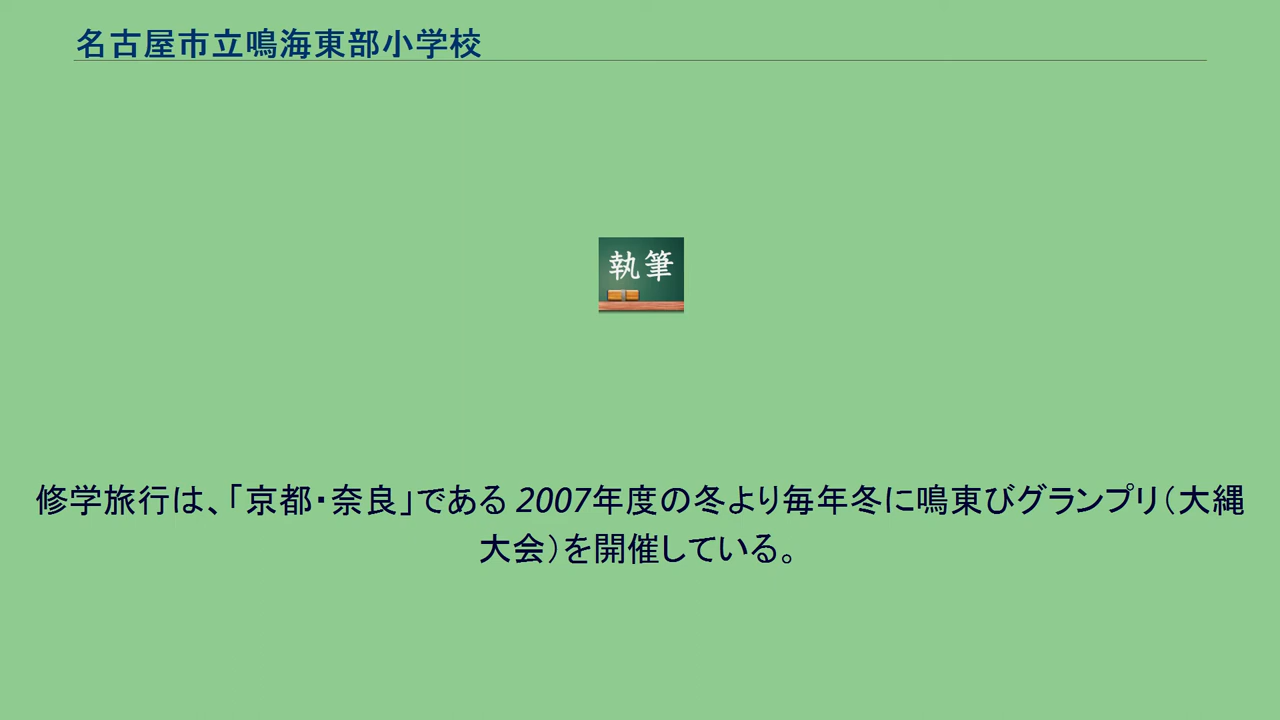 名古屋市立鳴海東部小学校
執筆
修学旅行は、「京都・奈良」である 2007年度の冬より毎年冬に鳴東びグランプリ（大縄
大会）を開催している。